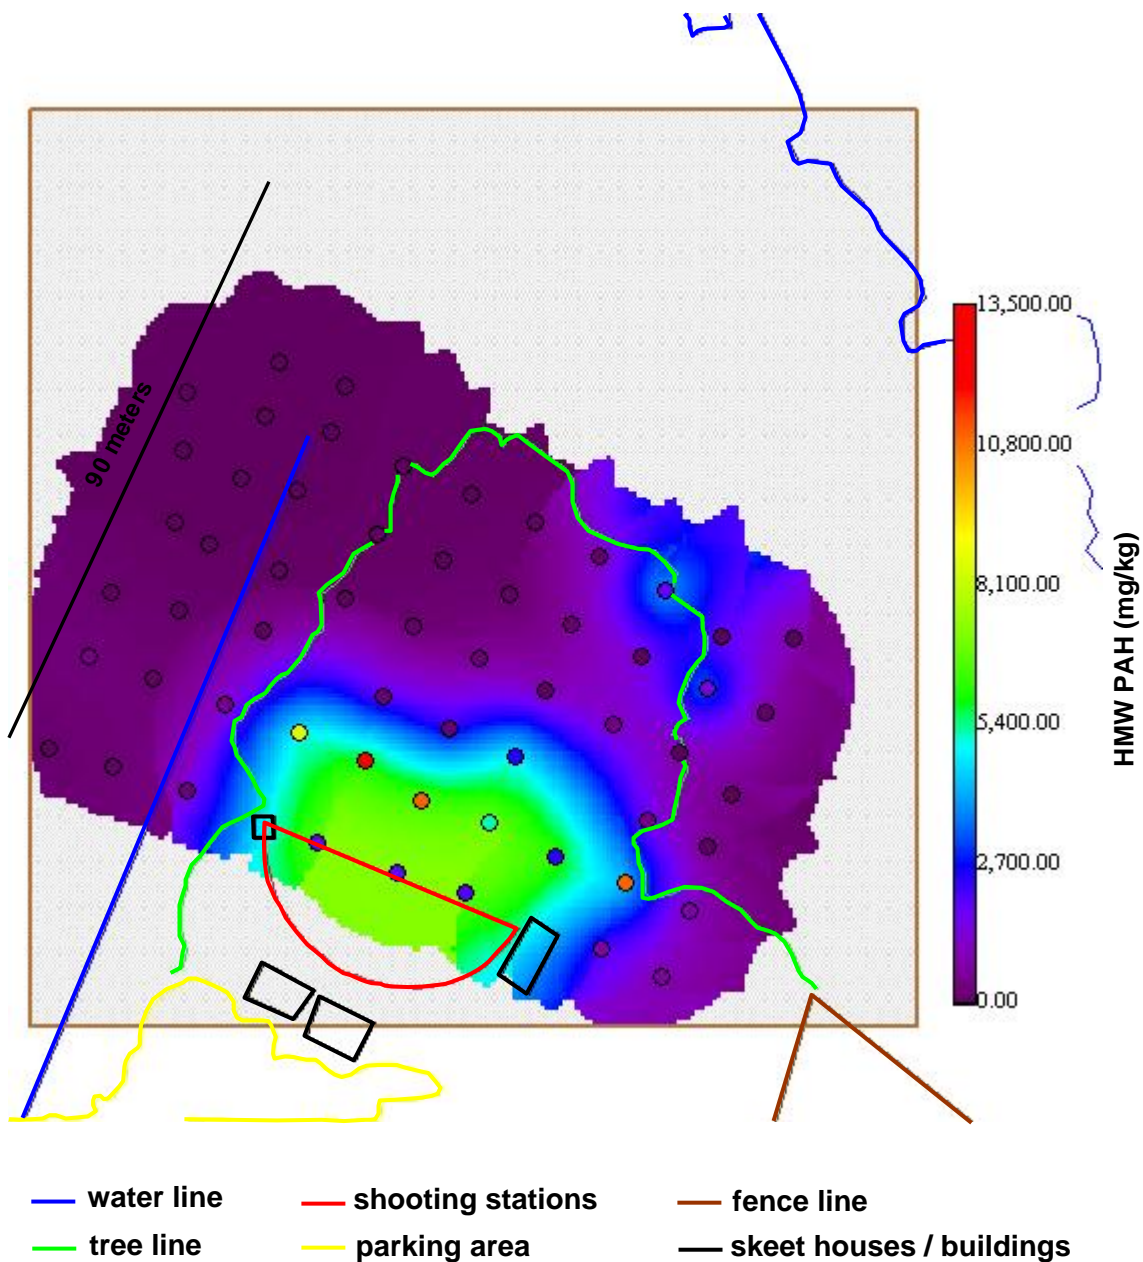 13,500.00
90 meters
10,800.00
8,100.00
HMW PAH (mg/kg)
5,400.00
2,700.00
0.00
water line
shooting stations
fence line
tree line
parking area
skeet houses / buildings